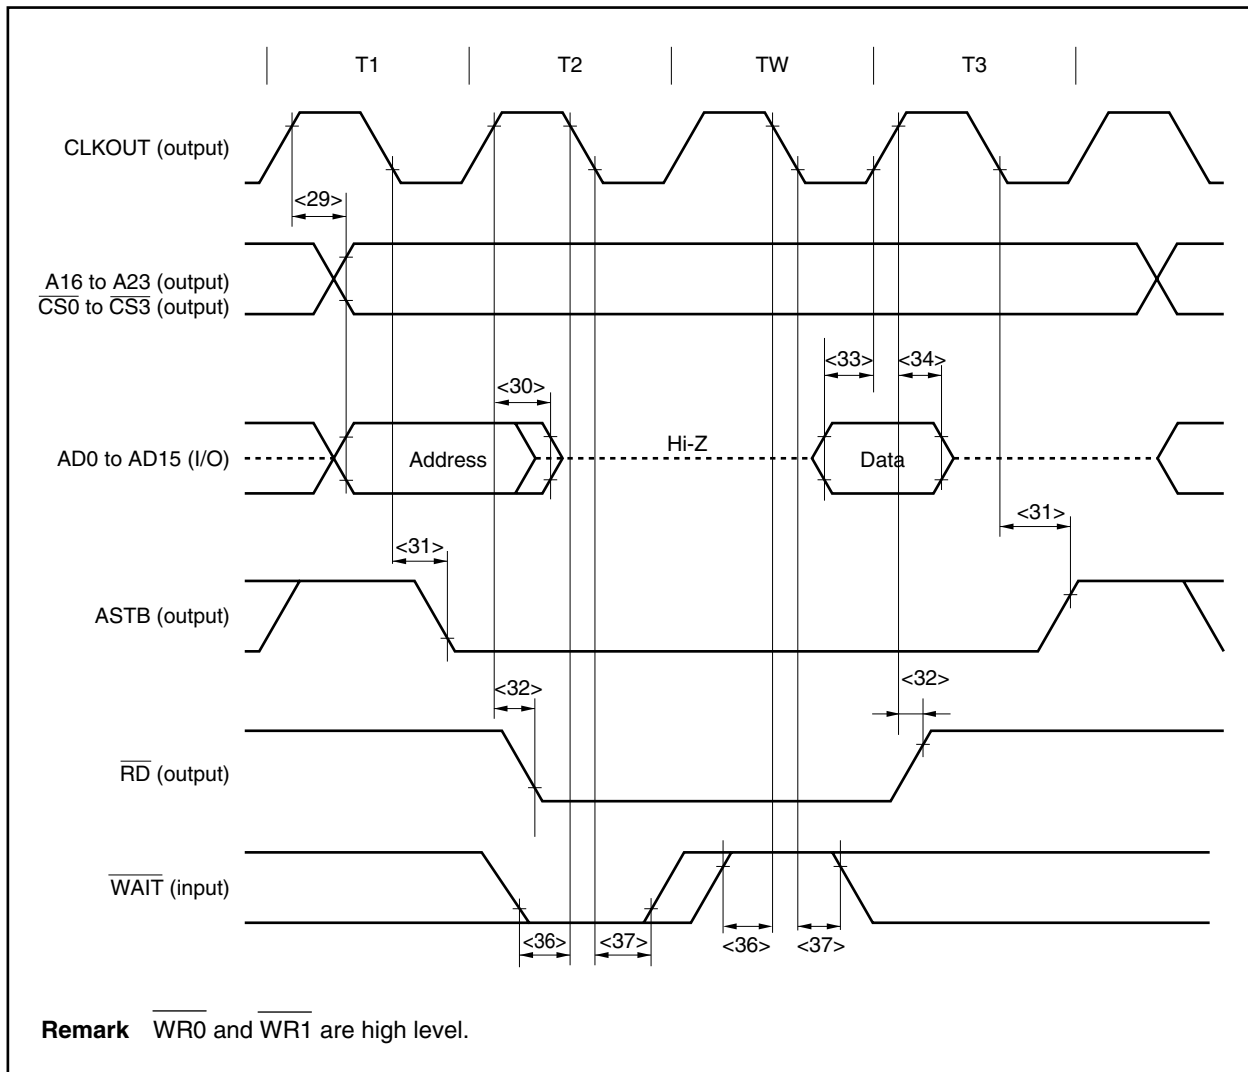 T1 T2 TW T3
CLKOUT (output)
<29>
A16 to A23 (output)
CS0 to CS3 (output)
<33> <34>
<30>
Hi-Z
AD0 to AD15 (I/O) Address Data
<31>
<31>
ASTB (output)
<32>
<32>
RD (output)
WAIT (input)
<36> <37> <36> <37>
Remark WR0 and WR1 are high level.